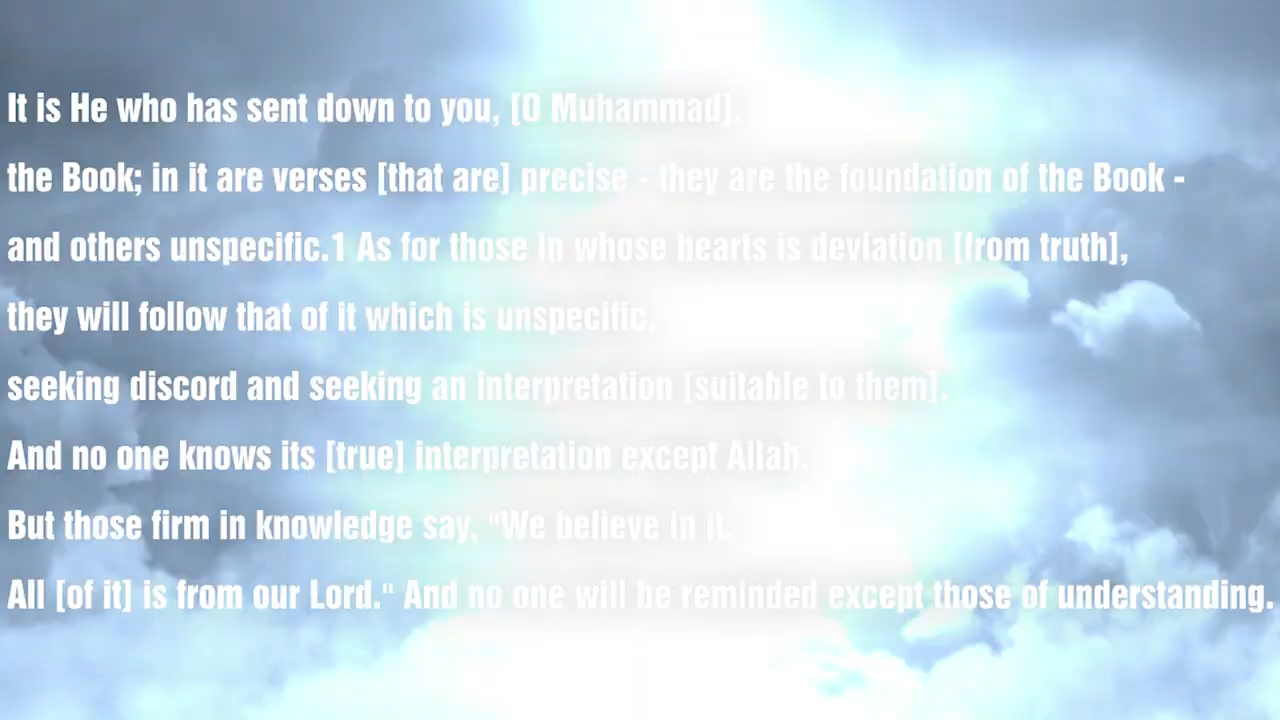 It is He who has sent down to you, [O Muhammad],
the Book; in it are verses [that are] precise - they are the foundation of the Book -
and others unspecific.1 As for those in whose hearts is deviation [from truth],
they will follow that of it which is unspecific,
seeking discord and seeking an interpretation [suitable to them].
And no one knows its [true] interpretation except Allah.
But those firm in knowledge say, "We believe in it.
All [of it] is from our Lord." And no one will be reminded except those of understanding.